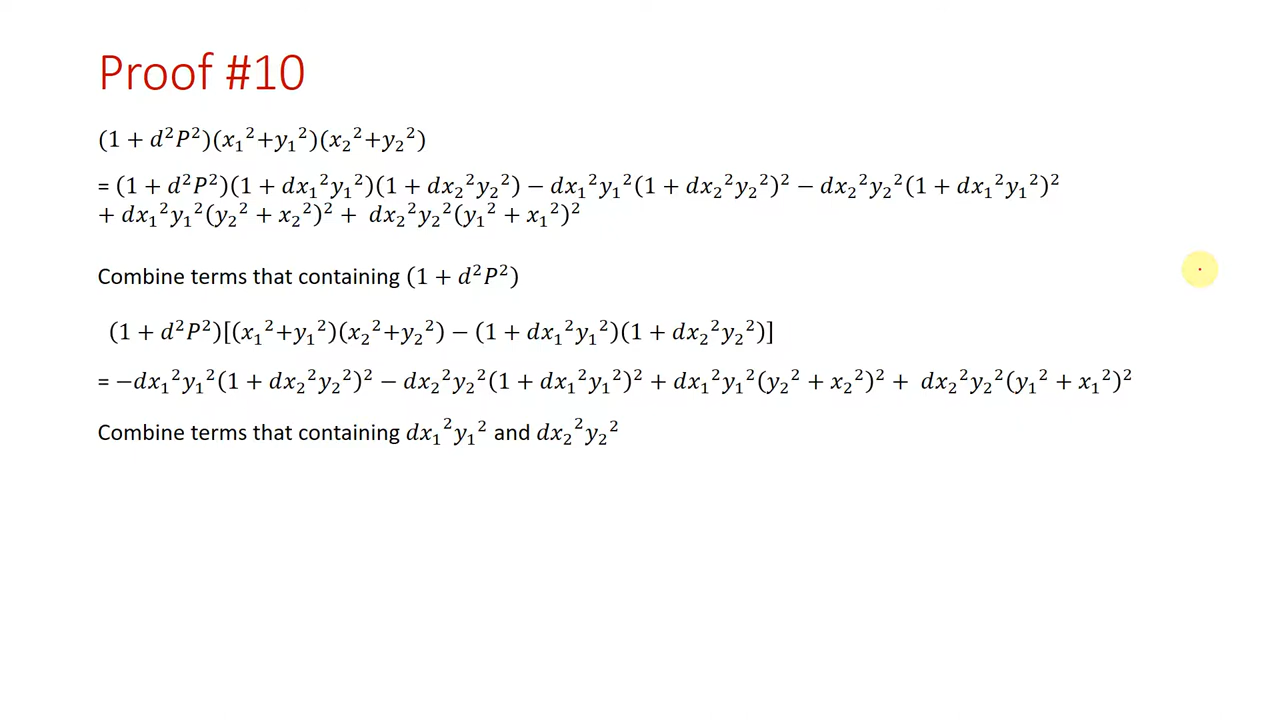 Proof #10
(1 + d²P²)(x₁²+y₁²)(x₂²+y₂²)
= (1 + d²P²)(1 + dx₁²y₁²)(1 + dx₂²y₂²) − dx₁²y₁²(1 + dx₂²y₂²)² − dx₂²y₂²(1 + dx₁²y₁²)²
+ dx₁²y₁²(y₂² + x₂²)² + dx₂²y₂²(y₁² + x₁²)²
Combine terms that containing (1 + d²P²)
(1 + d²P²)[(x₁²+y₁²)(x₂²+y₂²) − (1 + dx₁²y₁²)(1 + dx₂²y₂²)]
= −dx₁²y₁²(1 + dx₂²y₂²)² − dx₂²y₂²(1 + dx₁²y₁²)² + dx₁²y₁²(y₂² + x₂²)² + dx₂²y₂²(y₁² + x₁²)²
Combine terms that containing dx₁²y₁² and dx₂²y₂²